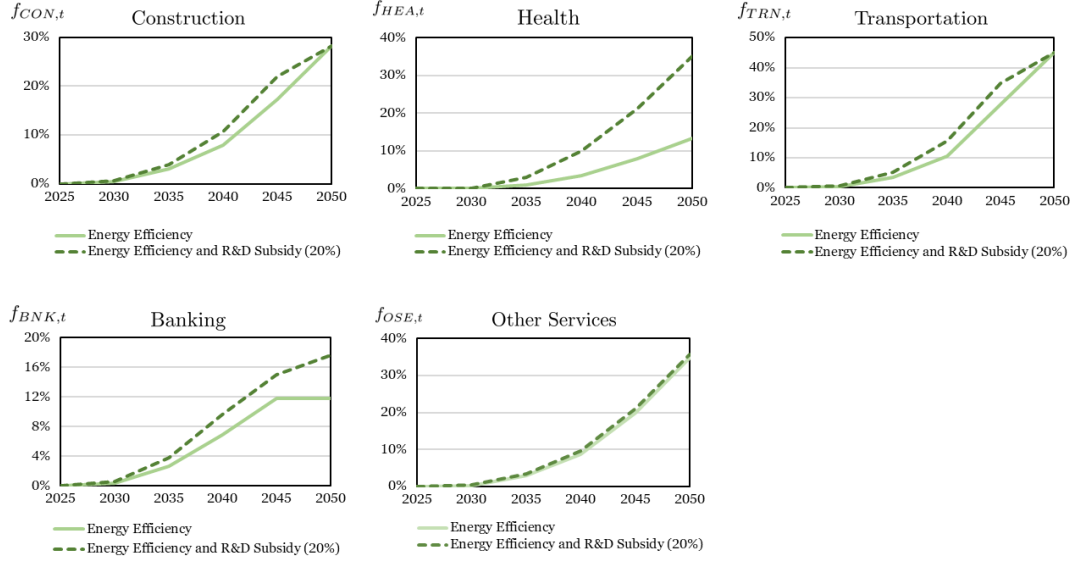 f_{CON,t} Construction
30%
20%
10%
0%
2025 2030 2035 2040 2045 2050
Energy Efficiency
Energy Efficiency and R&D Subsidy (20%)
f_{HEA,t} Health
40%
30%
20%
10%
0%
2025 2030 2035 2040 2045 2050
Energy Efficiency
Energy Efficiency and R&D Subsidy (20%)
f_{TRN,t} Transportation
50%
40%
30%
20%
10%
0%
2025 2030 2035 2040 2045 2050
Energy Efficiency
Energy Efficiency and R&D Subsidy (20%)
f_{BNK,t} Banking
20%
16%
12%
8%
4%
0%
2025 2030 2035 2040 2045 2050
Energy Efficiency
Energy Efficiency and R&D Subsidy (20%)
f_{OSE,t} Other Services
40%
30%
20%
10%
0%
2025 2030 2035 2040 2045 2050
Energy Efficiency
Energy Efficiency and R&D Subsidy (20%)